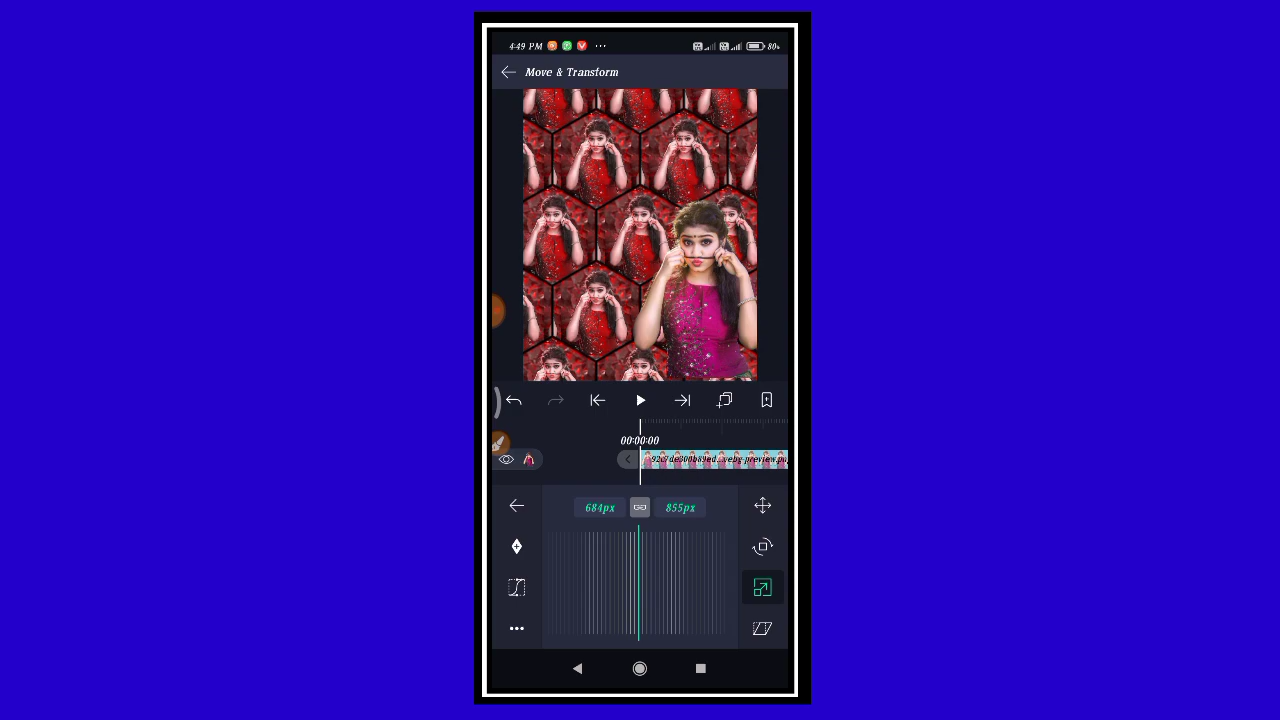 4:49 PM
80%
Move & Transform
00:00:00
684px
855px